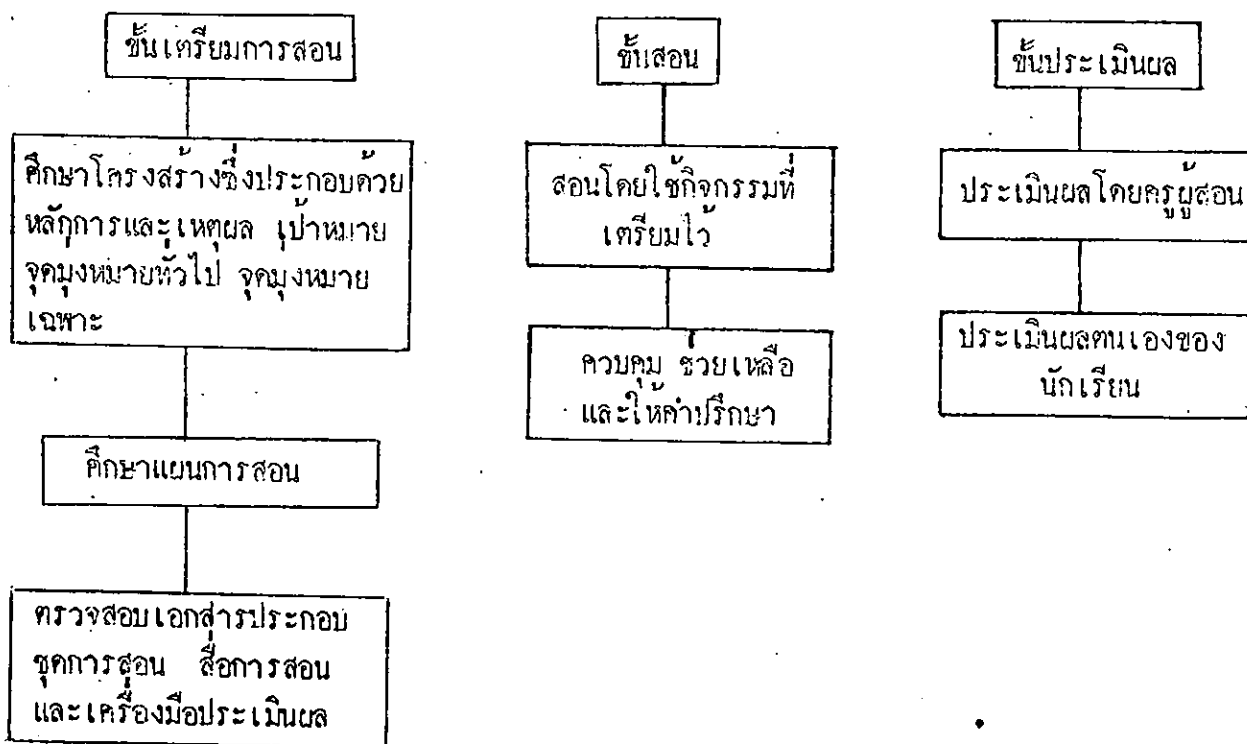 ขั้นเตรียมการสอน
ศึกษาโครงสร้างซึ่งประกอบด้วย
หลักการและเหตุผล เป้าหมาย
จุดมุ่งหมายทั่วไป จุดมุ่งหมาย
เฉพาะ
ศึกษาแผนการสอน
ตรวจสอบเอกสารประกอบ
ชุดการสอน สื่อการสอน
และเครื่องมือประเมินผล
ขั้นสอน
สอนโดยใช้กิจกรรมที่
เตรียมไว้
ควบคุม ช่วยเหลือ
และให้คำปรึกษา
ขั้นประเมินผล
ประเมินผลโดยครูผู้สอน
ประเมินผลตนเองของ
นักเรียน